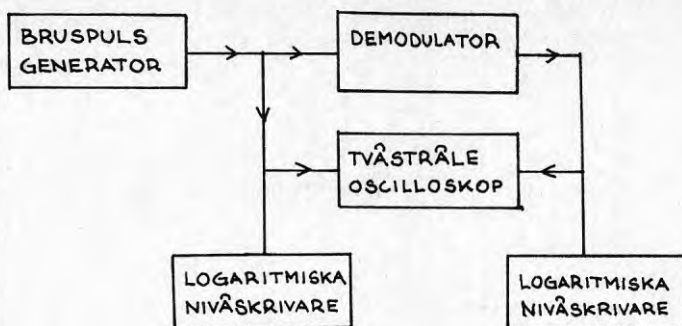 BRUSPULS
GENERATOR
DEMODULATOR
TVÅSTRÅLE
OSCILLOSKOP
LOGARITMISKA
NIVÅSKRIVARE
LOGARITMISKA
NIVÅSKRIVARE